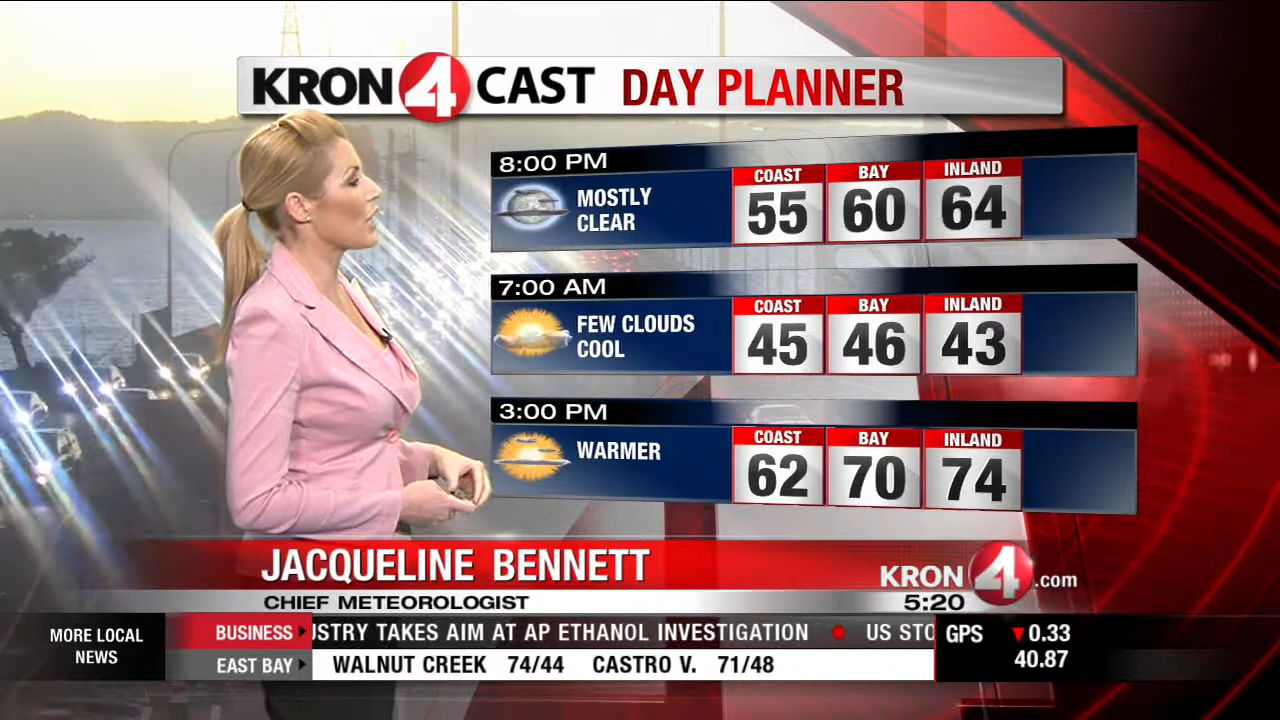 KRON 4 CAST DAY PLANNER
8:00 PM
MOSTLY
CLEAR
COAST
55
BAY
60
INLAND
64
7:00 AM
FEW CLOUDS
COOL
COAST
45
BAY
46
INLAND
43
3:00 PM
WARMER
COAST
62
BAY
70
INLAND
74
JACQUELINE BENNETT
CHIEF METEOROLOGIST
KRON 4.com
5:20
MORE LOCAL
NEWS
BUSINESS
USTRY TAKES AIM AT AP ETHANOL INVESTIGATION
US STO
EAST BAY
WALNUT CREEK 74/44 CASTRO V. 71/48
GPS ▼0.33
40.87